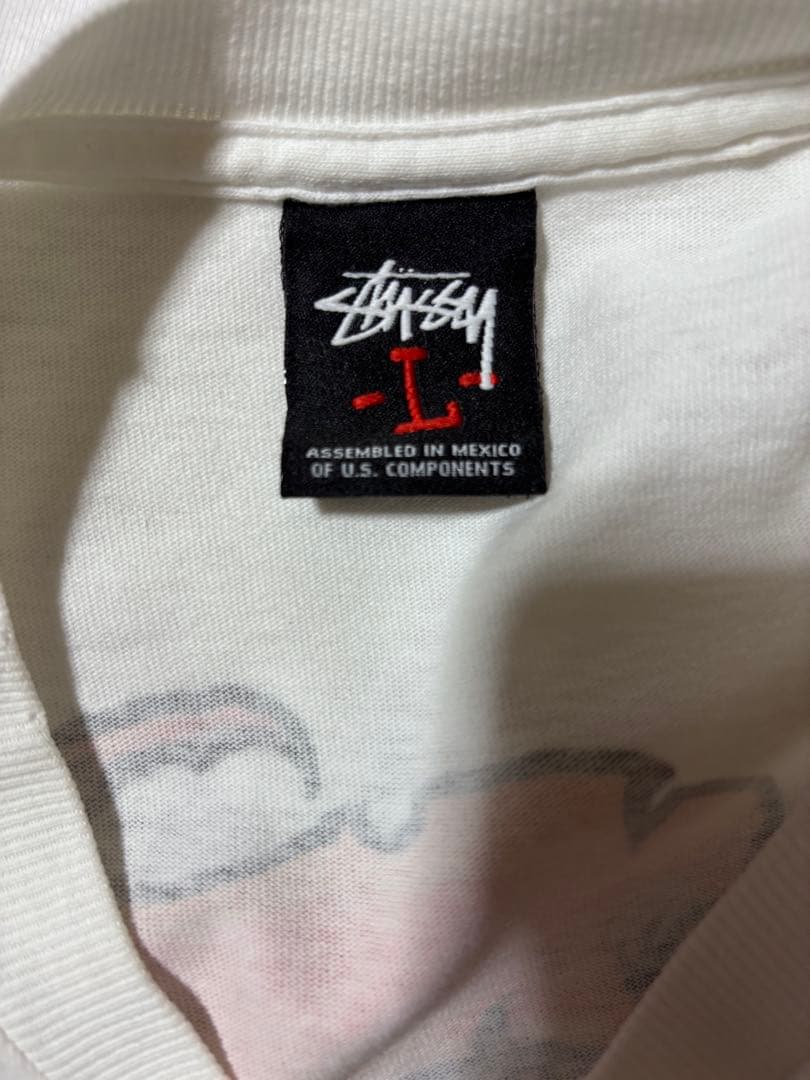 Stüssy
-L-
ASSEMBLED IN MEXICO
OF U.S. COMPONENTS